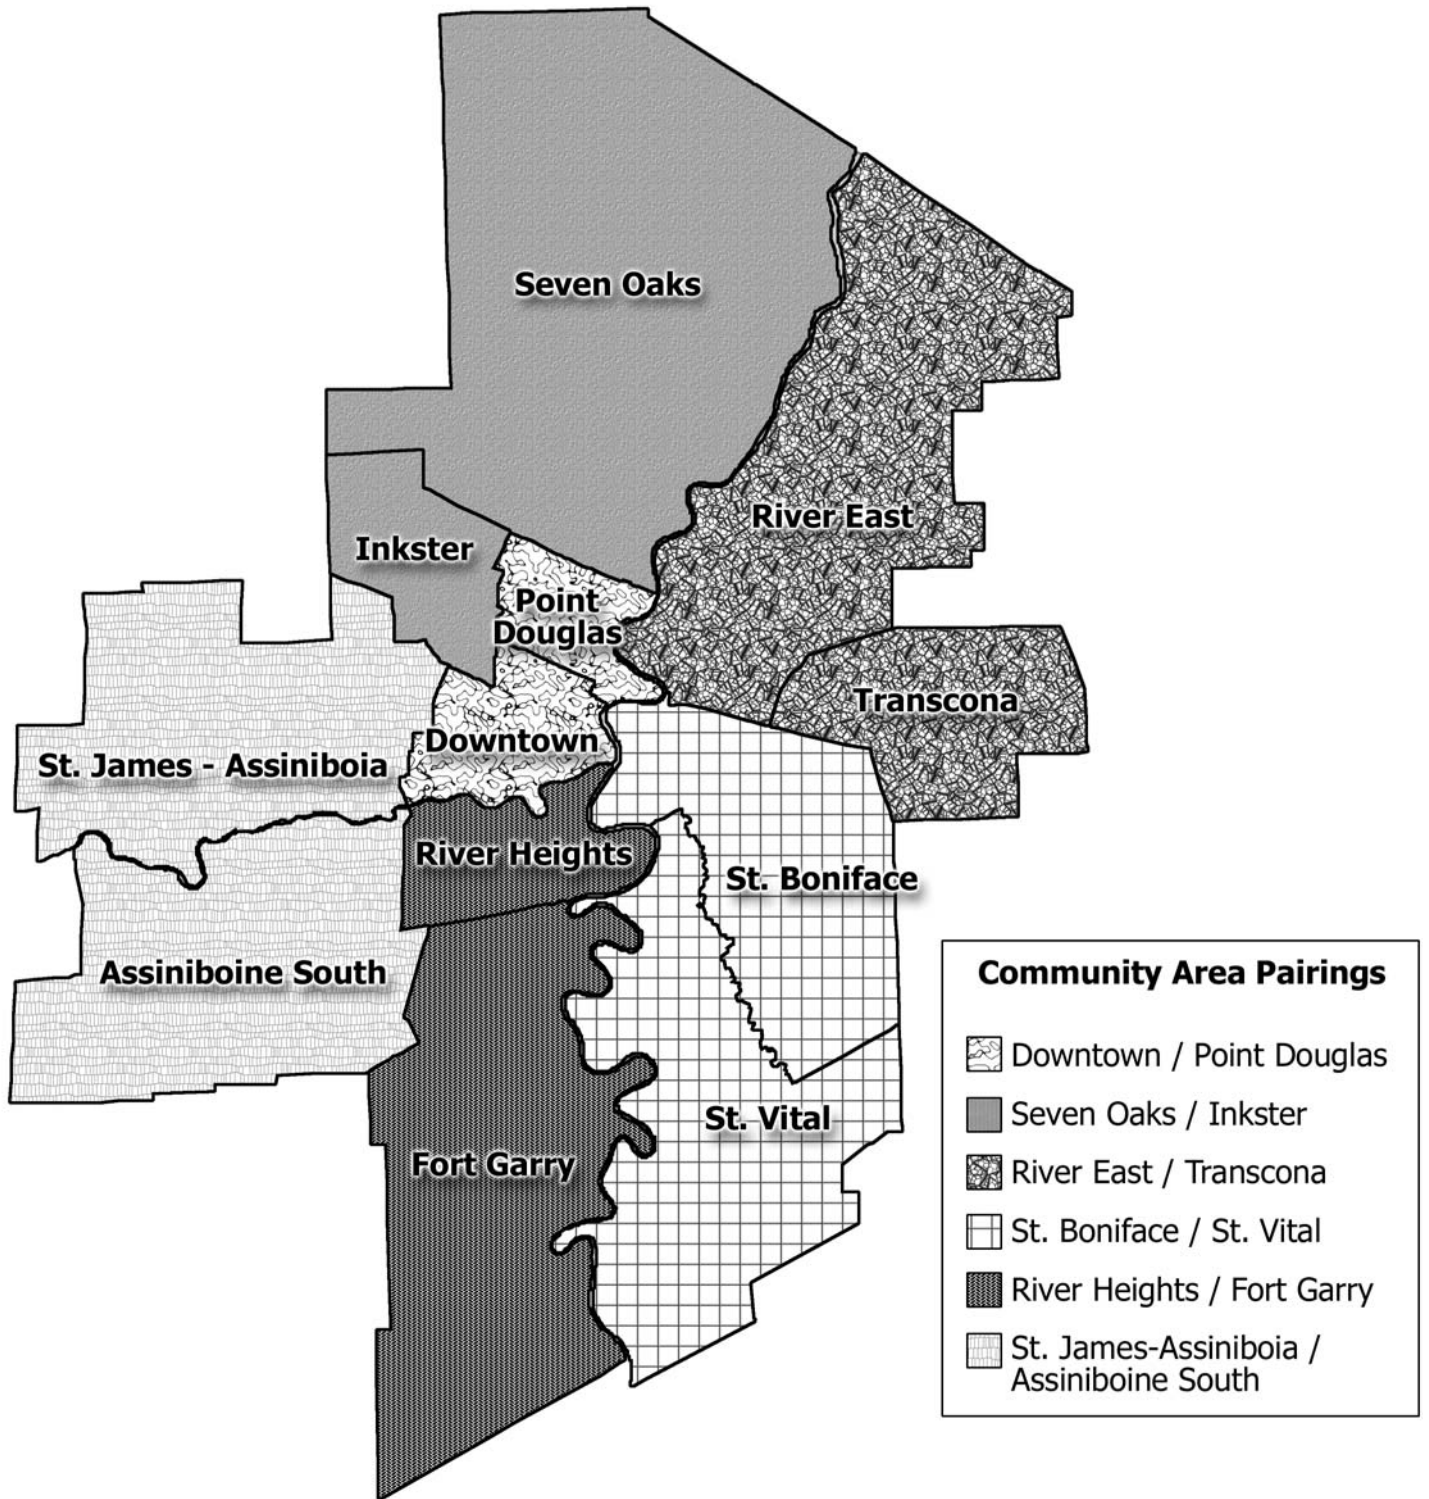 Seven Oaks
River East
Inkster
Point
Douglas
Transcona
Downtown
St. James - Assiniboia
River Heights
St. Boniface
Assiniboine South
St. Vital
Fort Garry
Community Area Pairings
Downtown / Point Douglas
Seven Oaks / Inkster
River East / Transcona
St. Boniface / St. Vital
River Heights / Fort Garry
St. James-Assiniboia /
Assiniboine South